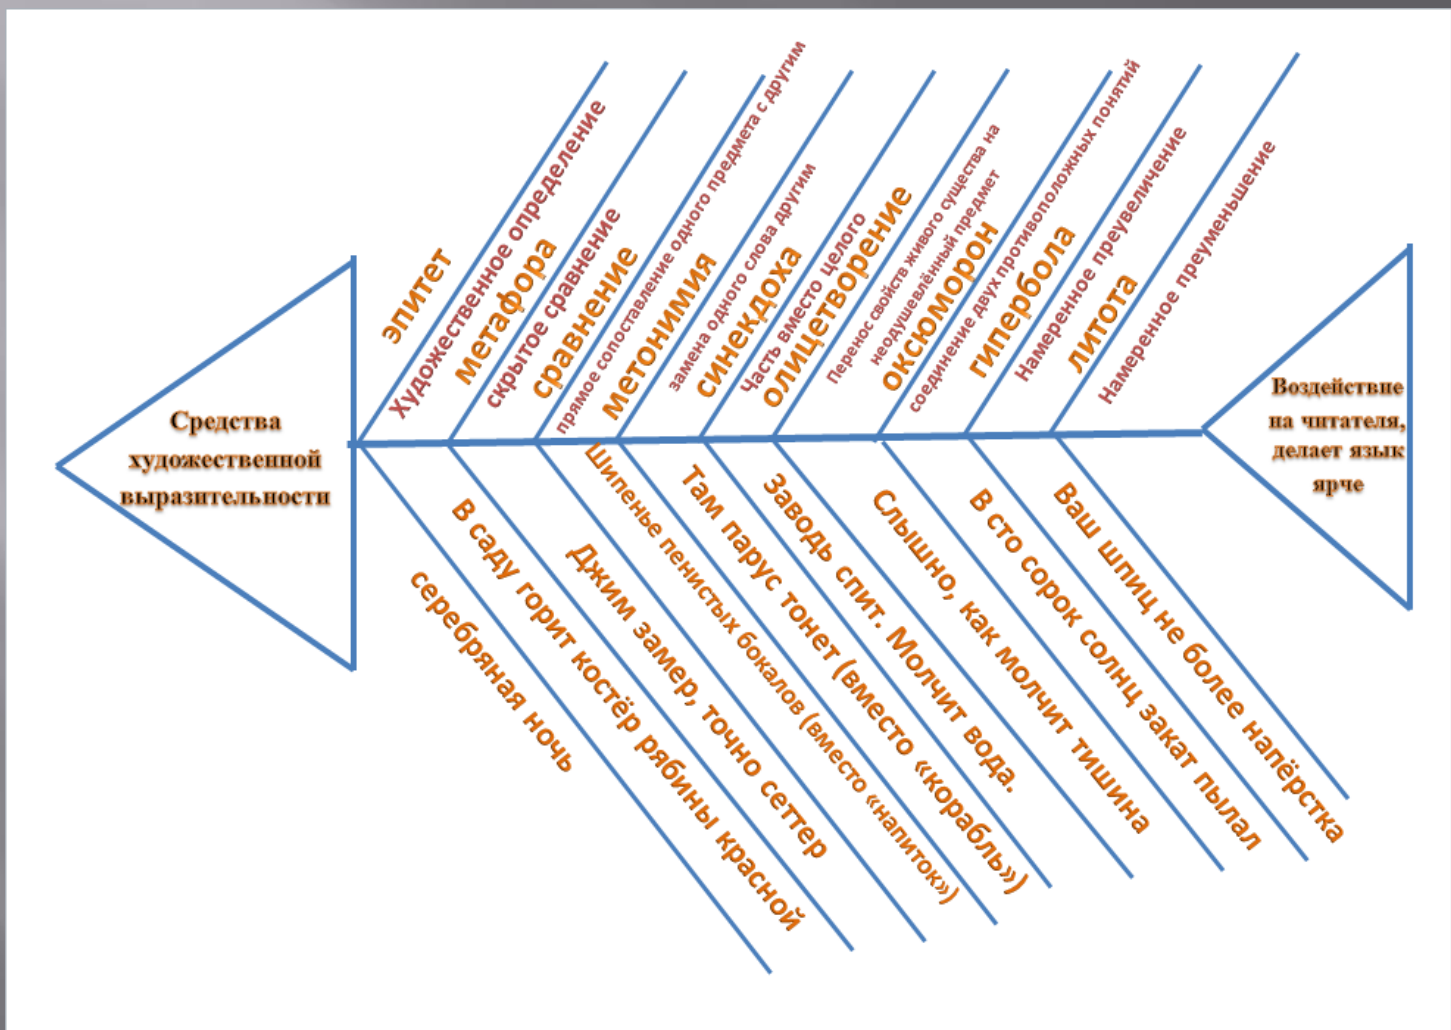 Средства
художественной
выразительности
эпитет
Художественное определение
метафора
скрытое сравнение
сравнение
прямое сопоставление одного предмета с другим
метонимия
замена одного слова другим
синекдоха
Часть вместо целого
олицетворение
Перенос свойств живого существа на
неодушевлённый предмет
оксюморон
соединение двух противоположных понятий
гипербола
Намеренное преувеличение
литота
Намеренное преуменьшение
серебряная ночь
В саду горит костёр рябины красной
Джим замер, точно сеттер
Шипенье пенистых бокалов (вместо «напиток»)
Там парус тонет (вместо «корабль»)
Заводь спит. Молчит вода.
Слышно, как молчит тишина
В сто сорок солнц закат пылал
Ваш шпиц не более напёрстка
Воздействие
на читателя,
делает язык
ярче